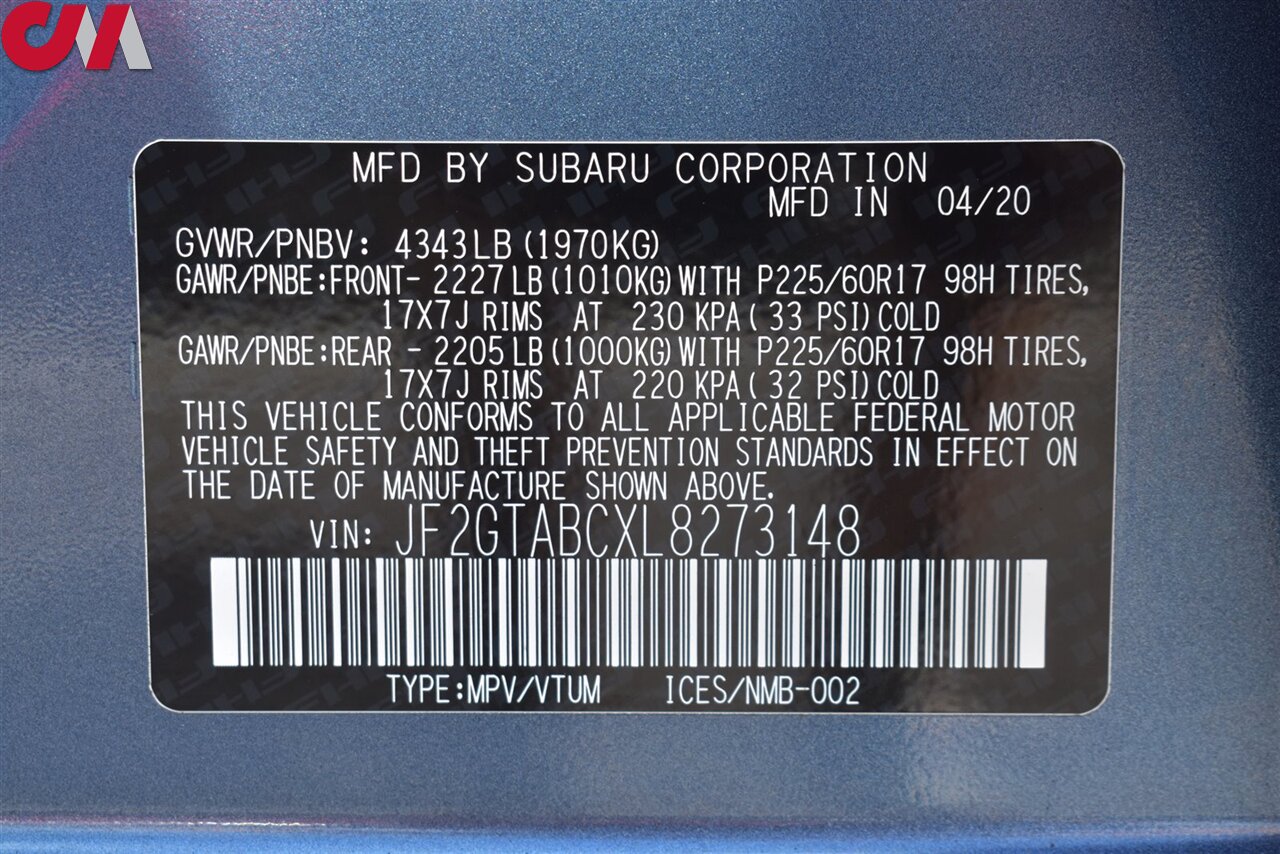 CM
MFD BY SUBARU CORPORATION
MFD IN 04/20
GVWR/PNBV: 4343LB (1970KG)
GAWR/PNBE:FRONT- 2227 LB (1010KG) WITH P225/60R17 98H TIRES,
17X7J RIMS AT 230 KPA ( 33 PSI) COLD
GAWR/PNBE:REAR - 2205 LB (1000KG) WITH P225/60R17 98H TIRES,
17X7J RIMS AT 220 KPA ( 32 PSI) COLD
THIS VEHICLE CONFORMS TO ALL APPLICABLE FEDERAL MOTOR
VEHICLE SAFETY AND THEFT PREVENTION STANDARDS IN EFFECT ON
THE DATE OF MANUFACTURE SHOWN ABOVE.
VIN: JF2GTABCXL8273148
TYPE:MPV/VTUM ICES/NMB-002